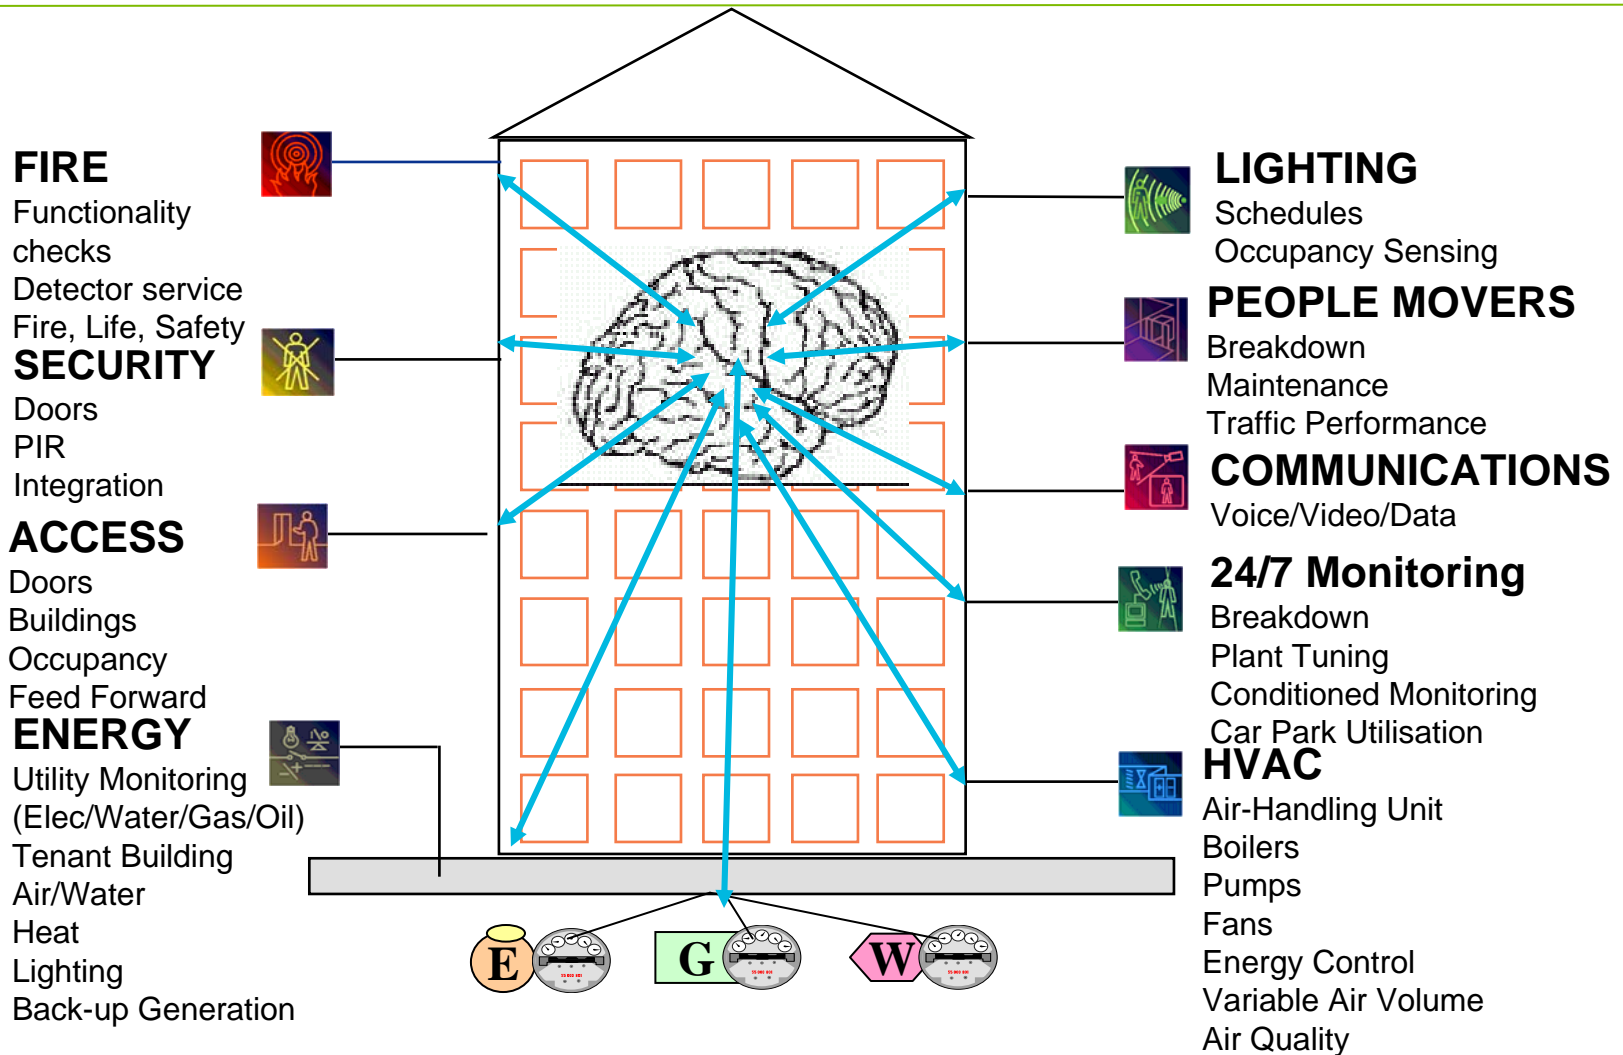 FIRE
Functionality
checks
Detector service
Fire, Life, Safety
SECURITY
Doors
PIR
Integration
ACCESS
Doors
Buildings
Occupancy
Feed Forward
ENERGY
Utility Monitoring
(Elec/Water/Gas/Oil)
Tenant Building
Air/Water
Heat
Lighting
Back-up Generation
LIGHTING
Schedules
Occupancy Sensing
PEOPLE MOVERS
Breakdown
Maintenance
Traffic Performance
COMMUNICATIONS
Voice/Video/Data
24/7 Monitoring
Breakdown
Plant Tuning
Conditioned Monitoring
Car Park Utilisation
HVAC
Air-Handling Unit
Boilers
Pumps
Fans
Energy Control
Variable Air Volume
Air Quality
E
G
W